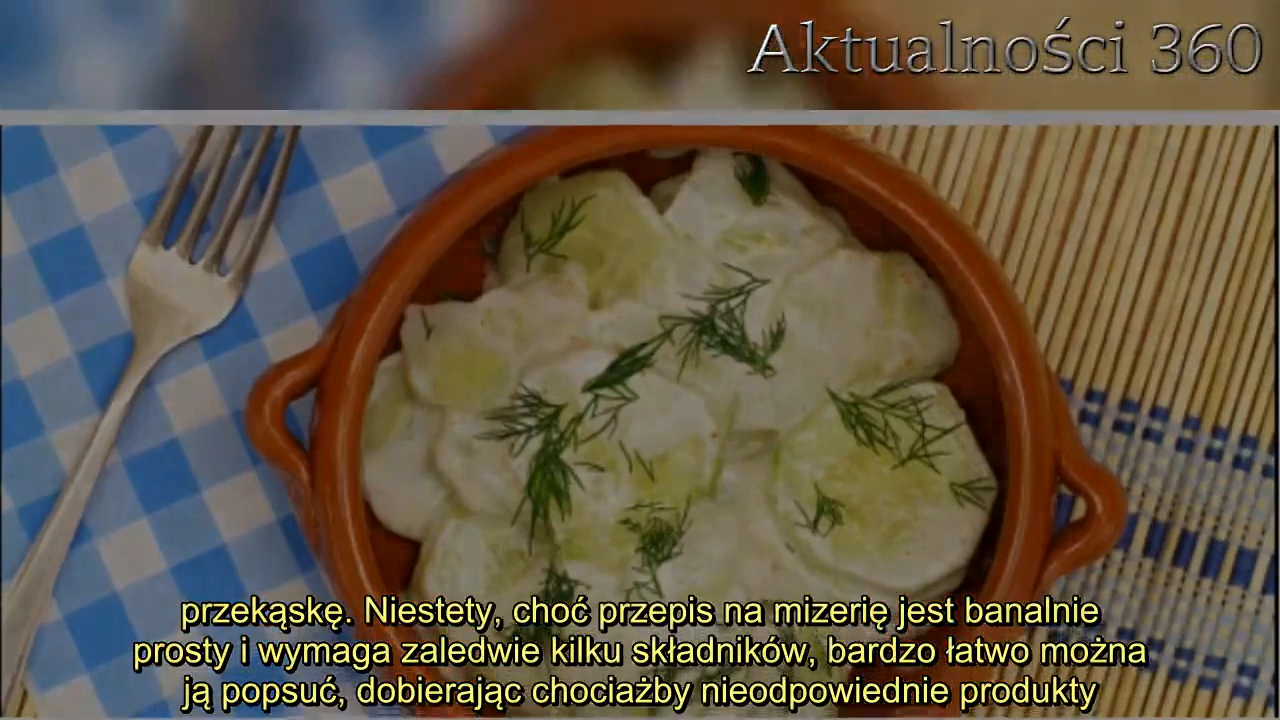 Aktualności 360
przekąskę. Niestety, choć przepis na mizerię jest banalnie
prosty i wymaga zaledwie kilku składników, bardzo łatwo można
ją popsuć, dobierając chociażby nieodpowiednie produkty